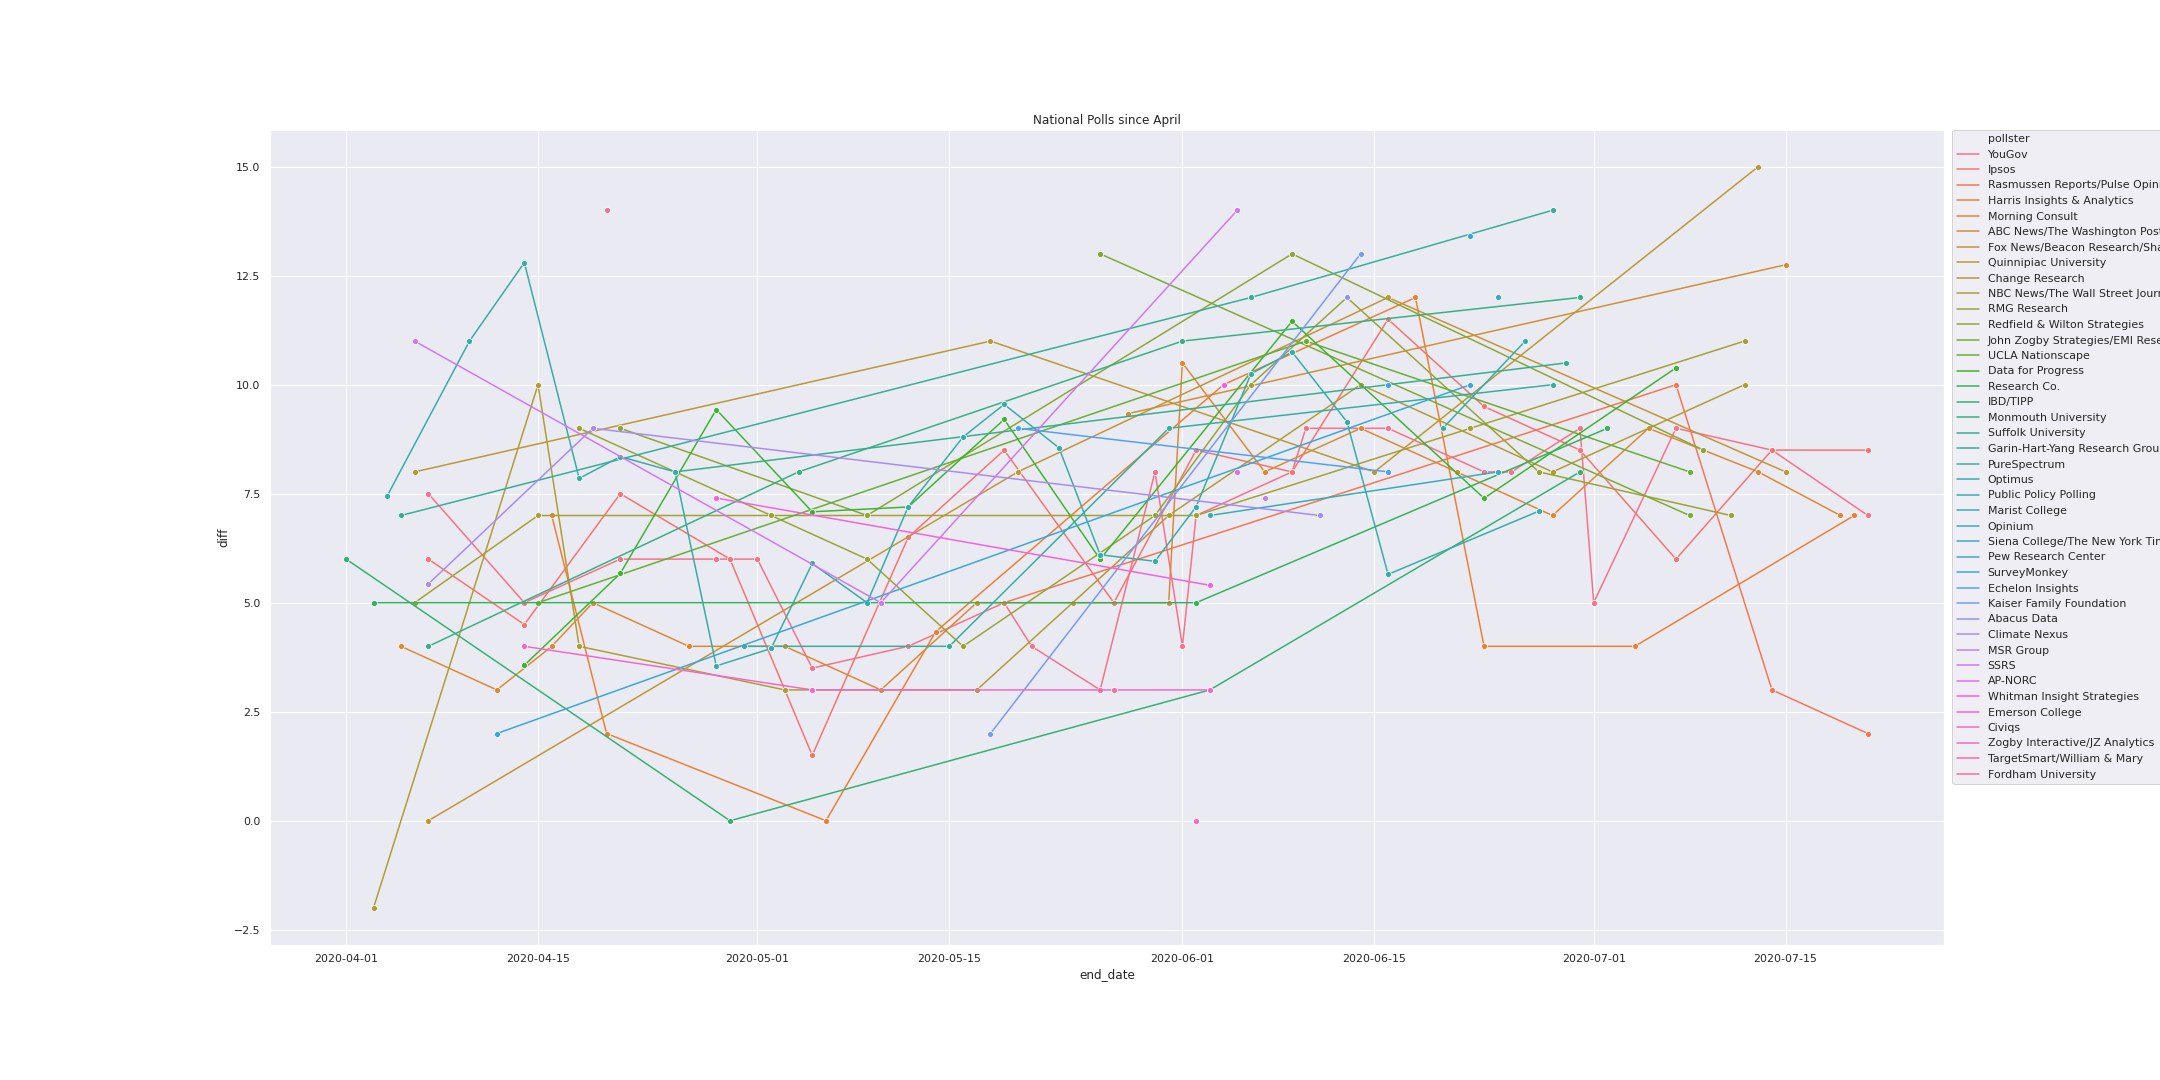 National Polls since April
15.0
12.5
10.0
7.5
5.0
2.5
0.0
−2.5
diff
2020-04-01 2020-04-15 2020-05-01 2020-05-15 2020-06-01 2020-06-15 2020-07-01 2020-07-15
end_date
pollster
YouGov
Ipsos
Rasmussen Reports/Pulse Opin
Harris Insights & Analytics
Morning Consult
ABC News/The Washington Post
Fox News/Beacon Research/Sha
Quinnipiac University
Change Research
NBC News/The Wall Street Jour
RMG Research
Redfield & Wilton Strategies
John Zogby Strategies/EMI Rese
UCLA Nationscape
Data for Progress
Research Co.
IBD/TIPP
Monmouth University
Suffolk University
Garin-Hart-Yang Research Grou
PureSpectrum
Optimus
Public Policy Polling
Marist College
Opinium
Siena College/The New York Tim
Pew Research Center
SurveyMonkey
Echelon Insights
Kaiser Family Foundation
Abacus Data
Climate Nexus
MSR Group
SSRS
AP-NORC
Whitman Insight Strategies
Emerson College
Civiqs
Zogby Interactive/JZ Analytics
TargetSmart/William & Mary
Fordham University